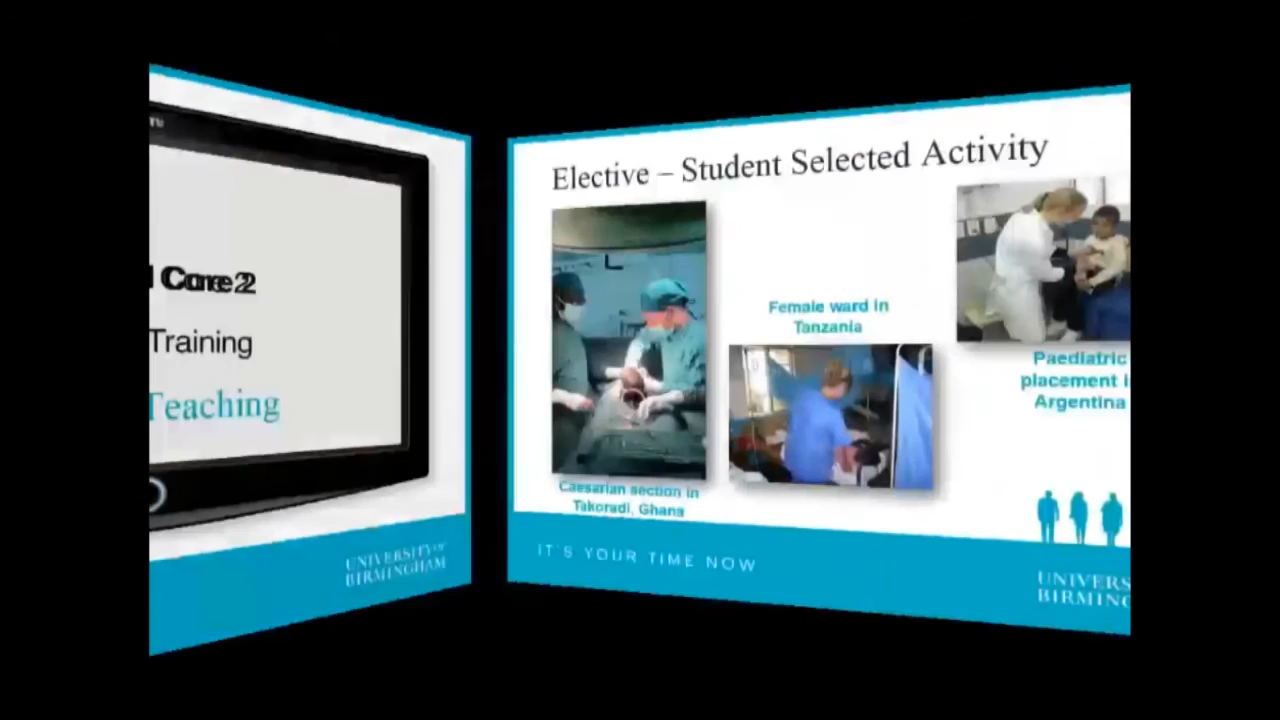 Core 2
Training
Teaching
UNIVERSITY OF
BIRMINGHAM
Elective – Student Selected Activity
Female ward in
Tanzania
Paediatric
placement
Argentina
Caesarian section in
Takoradi, Ghana
IT'S YOUR TIME NOW